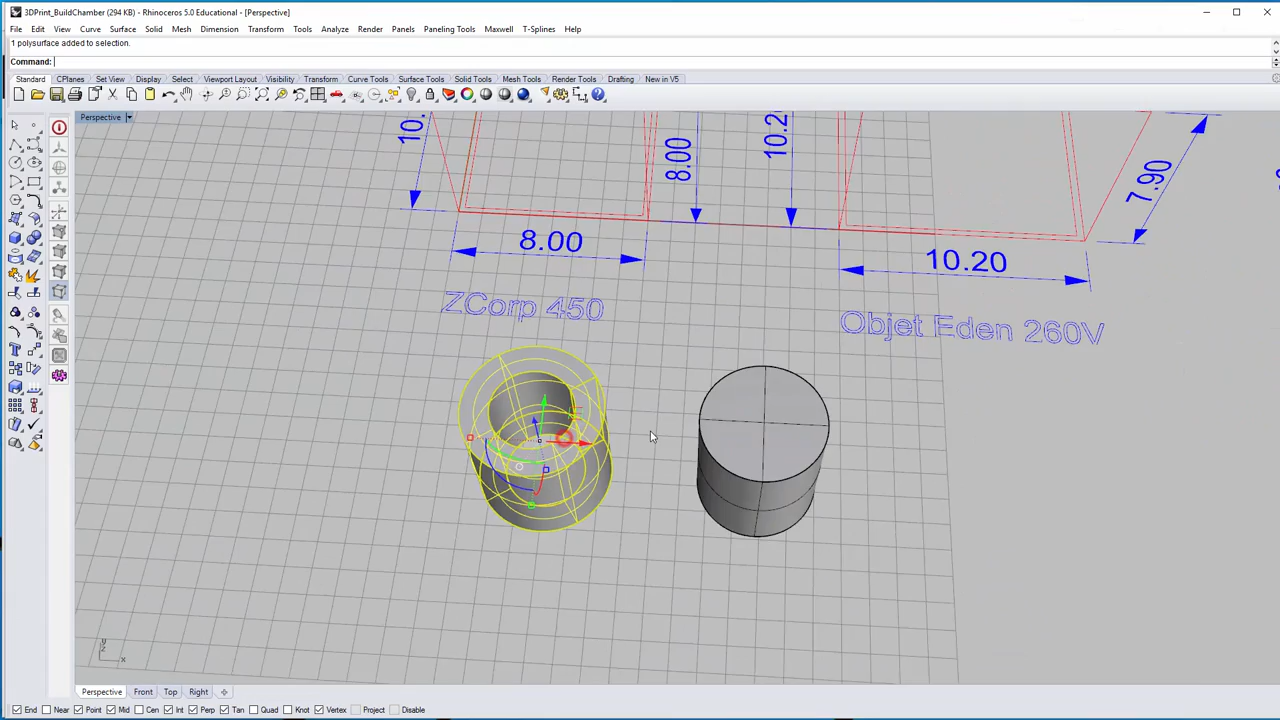 3DPrint_BuildChamber (294 KB) - Rhinoceros 5.0 Educational - [Perspective]
File Edit View Curve Surface Solid Mesh Dimension Transform Tools Analyze Render Panels Paneling Tools Maxwell T-Splines Help
1 polysurface added to selection.
Command:
Standard CPlanes Set View Display Select Viewport Layout Visibility Transform Curve Tools Surface Tools Solid Tools Mesh Tools Render Tools Drafting New in V5
Perspective
10.
8.00
10.2
7.90
8.00
10.20
ZCorp 450
Objet Eden 260V
y
z
x
Perspective Front Top Right
End Near Point Mid Cen Int Perp Tan Quad Knot Vertex Project Disable